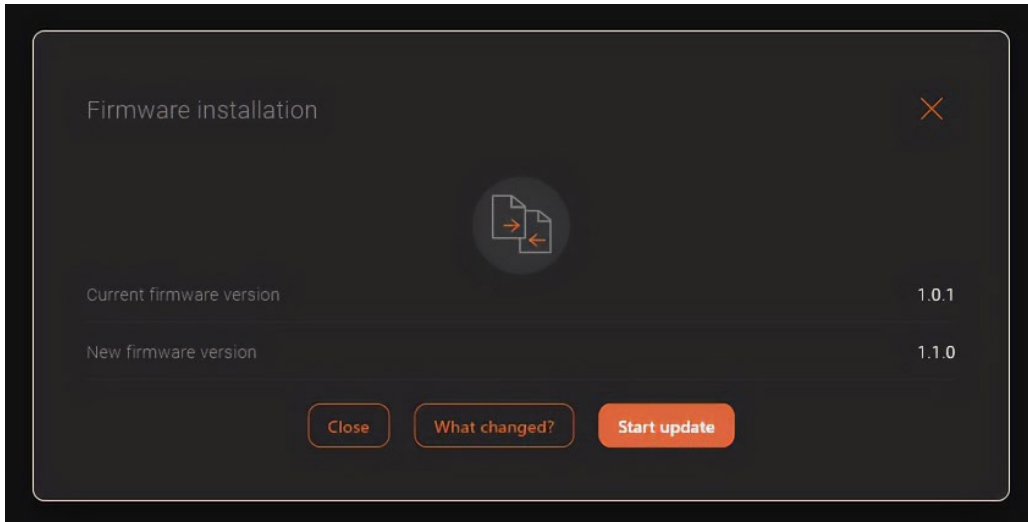 Firmware installation
Current firmware version 1.0.1
New firmware version 1.1.0
Close What changed? Start update